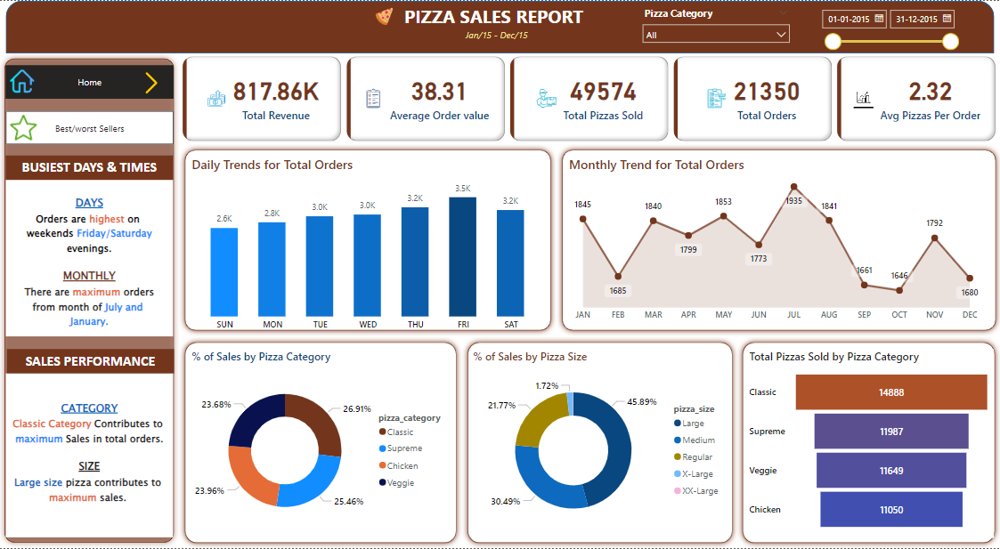 PIZZA SALES REPORT
Jan/15 - Dec/15
Pizza Category
All
01-01-2015
31-12-2015
Home
Best/worst Sellers
817.86K
Total Revenue
38.31
Average Order value
49574
Total Pizzas Sold
21350
Total Orders
2.32
Avg Pizzas Per Order
BUSIEST DAYS & TIMES
DAYS
Orders are highest on
weekends Friday/Saturday
evenings.
MONTHLY
There are maximum orders
from month of July and
January.
SALES PERFORMANCE
CATEGORY
Classic Category Contributes to
maximum Sales in total orders.
SIZE
Large size pizza contributes to
maximum sales.
Daily Trends for Total Orders
2.6K
2.8K
3.0K
3.0K
3.2K
3.5K
3.2K
SUN
MON
TUE
WED
THU
FRI
SAT
Monthly Trend for Total Orders
1845
1685
1840
1799
1853
1773
1935
1841
1661
1646
1792
1680
JAN
FEB
MAR
APR
MAY
JUN
JUL
AUG
SEP
OCT
NOV
DEC
% of Sales by Pizza Category
23.68%
26.91%
23.96%
25.46%
pizza_category
Classic
Supreme
Chicken
Veggie
% of Sales by Pizza Size
1.72%
21.77%
45.89%
30.49%
pizza_size
Large
Medium
Regular
X-Large
XX-Large
Total Pizzas Sold by Pizza Category
Classic
14888
Supreme
11987
Veggie
11649
Chicken
11050